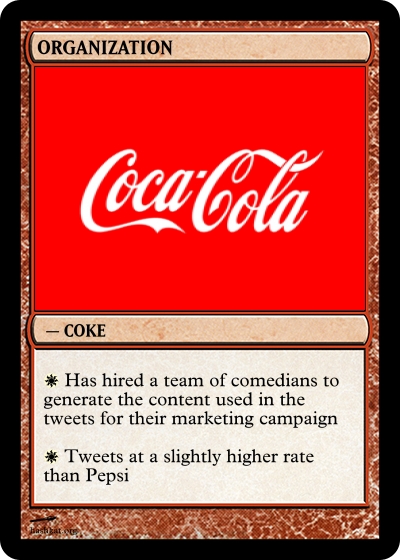 ORGANIZATION
Coca-Cola
— COKE
⁕ Has hired a team of comedians to
generate the content used in the
tweets for their marketing campaign
⁕ Tweets at a slightly higher rate
than Pepsi